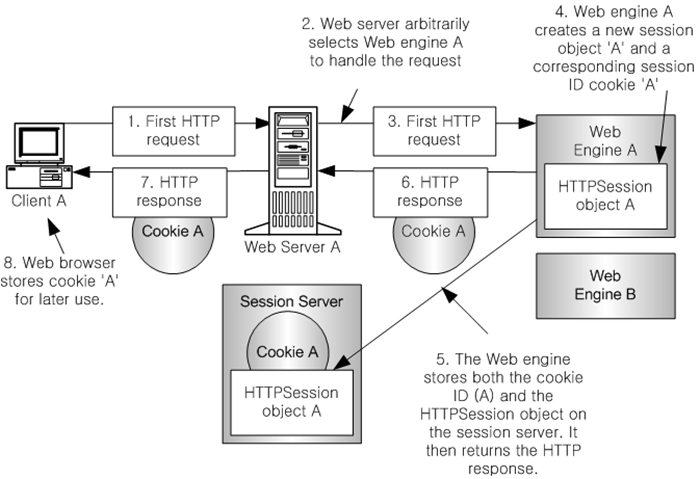 2. Web server arbitrarily
selects Web engine A
to handle the request
4. Web engine A
creates a new session
object 'A' and a
corresponding session
ID cookie 'A'
1. First HTTP
request
3. First HTTP
request
Web
Engine A
HTTPSession
object A
7. HTTP
response
Cookie A
6. HTTP
response
Cookie A
Client A
Web Server A
8. Web browser
stores cookie 'A'
for later use.
Web
Engine B
Session Server
Cookie A
HTTPSession
object A
5. The Web engine
stores both the cookie
ID (A) and the
HTTPSession object on
the session server. It
then returns the HTTP
response.